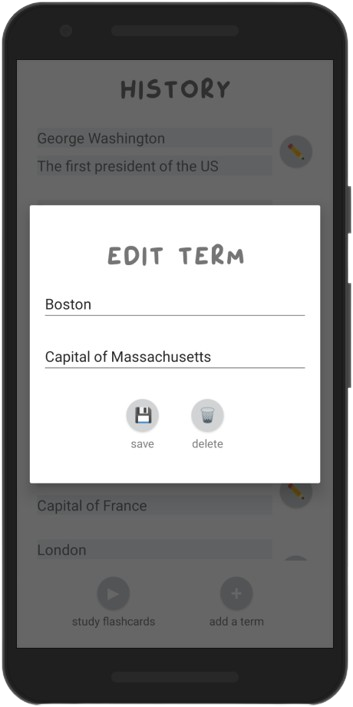 HISTORY
George Washington
The first president of the US
EDIT TERM
Boston
Capital of Massachusetts
save
delete
Capital of France
London
study flashcards
add a term